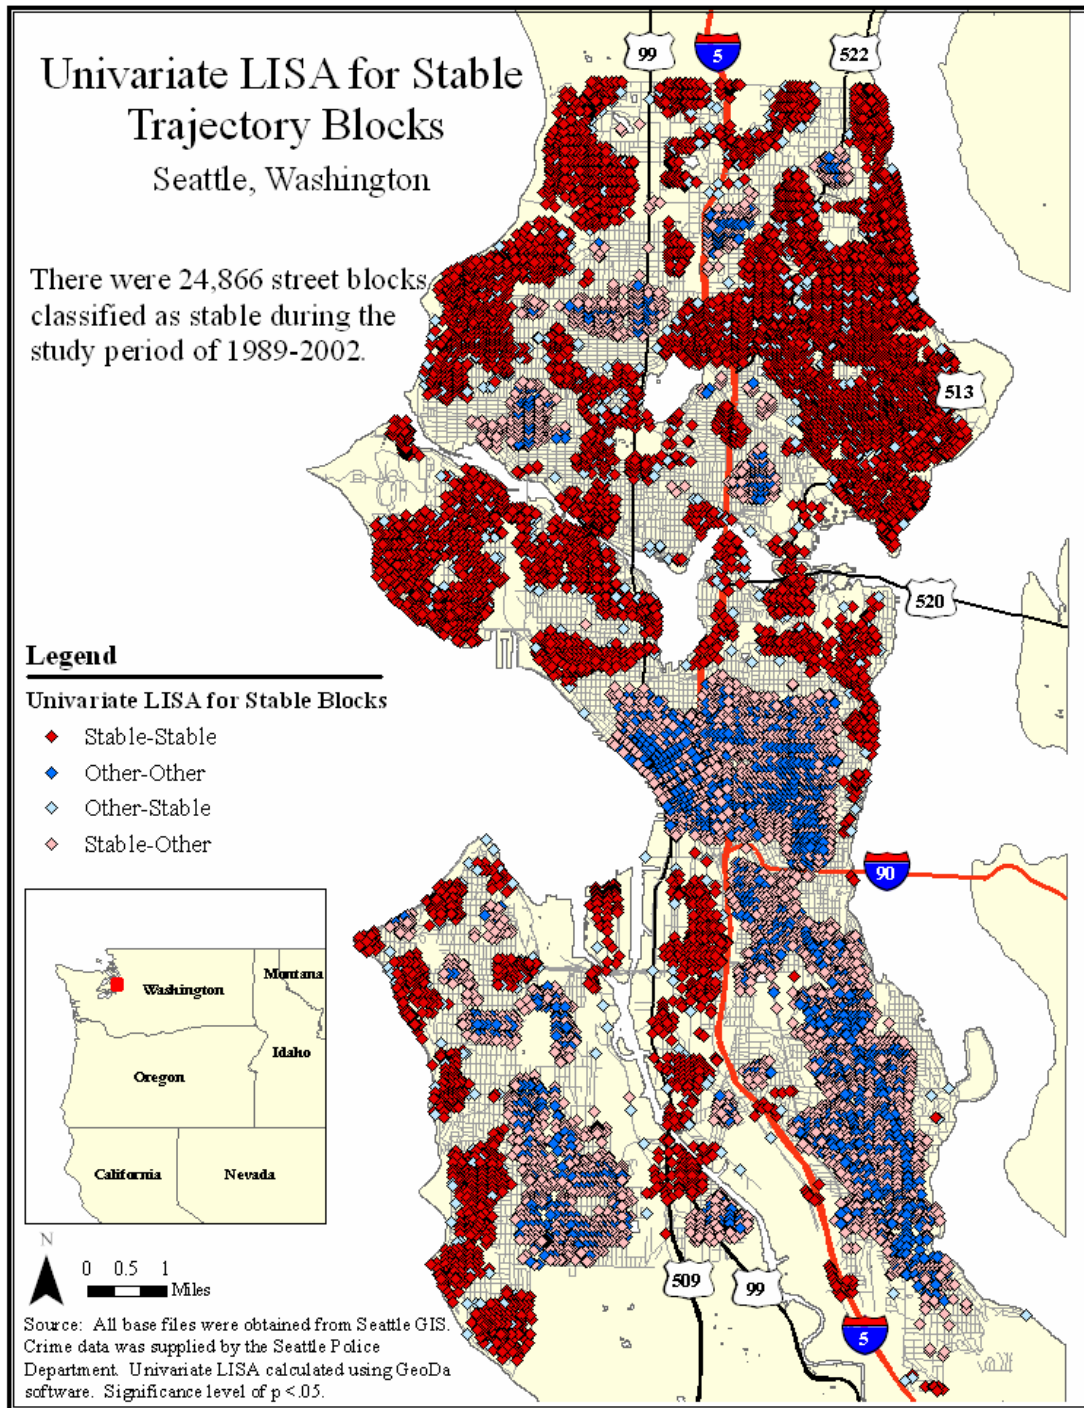 Univariate LISA for Stable
Trajectory Blocks
Seattle, Washington
There were 24,866 street blocks
classified as stable during the
study period of 1989-2002.
99
5
522
513
520
Legend
Univariate LISA for Stable Blocks
Stable-Stable
Other-Other
Other-Stable
Stable-Other
90
Washington
Montana
Oregon
Idaho
California
Nevada
N
0 0.5 1
Miles
509
99
5
Source: All base files were obtained from Seattle GIS.
Crime data was supplied by the Seattle Police
Department. Univariate LISA calculated using GeoDa
software. Significance level of p <.05.